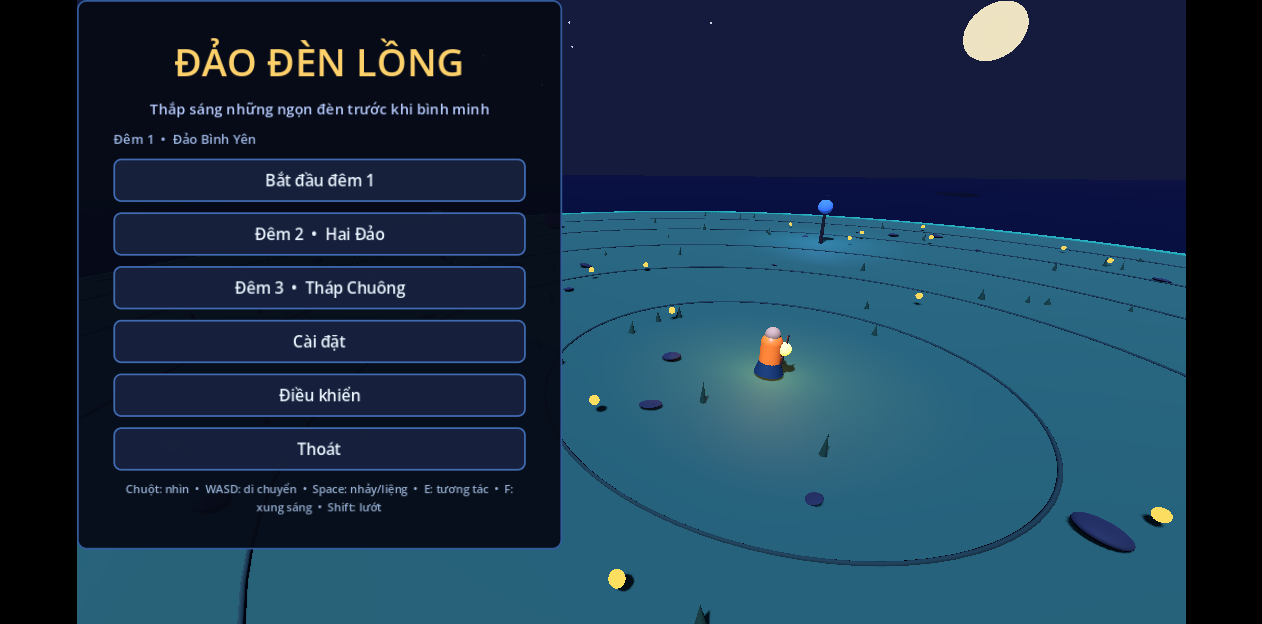 ĐẢO ĐÈN LỒNG
Thắp sáng những ngọn đèn trước khi bình minh
Đêm 1 • Đảo Bình Yên
Bắt đầu đêm 1
Đêm 2 • Hai Đảo
Đêm 3 • Tháp Chuông
Cài đặt
Điều khiển
Thoát
Chuột: nhìn • WASD: di chuyển • Space: nhảy/liệng • E: tương tác • F:
xung sáng • Shift: lướt